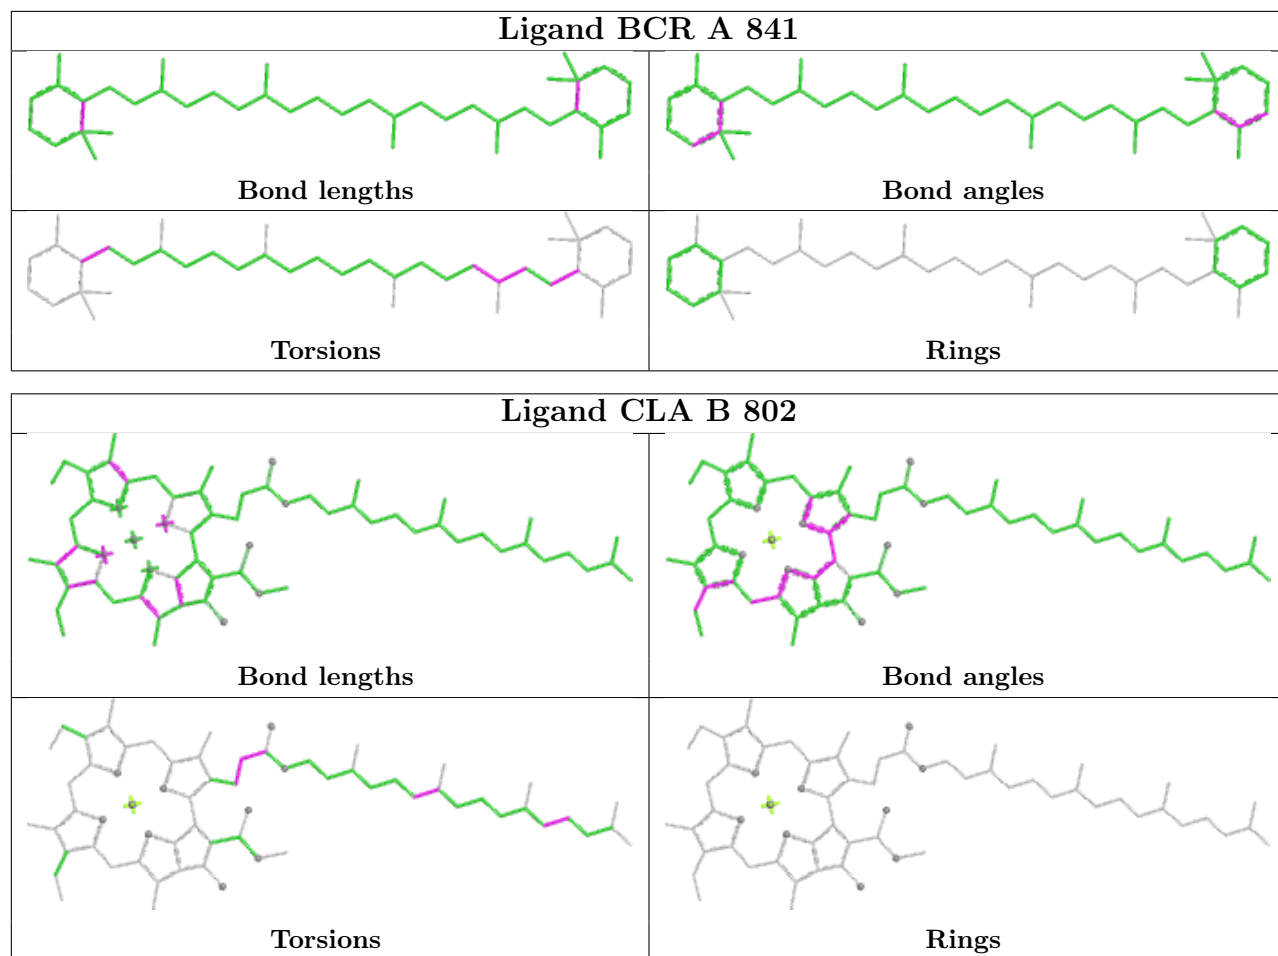 Ligand BCR A 841
Bond lengths
Bond angles
Torsions
Rings
Ligand CLA B 802
Bond lengths
Bond angles
Torsions
Rings